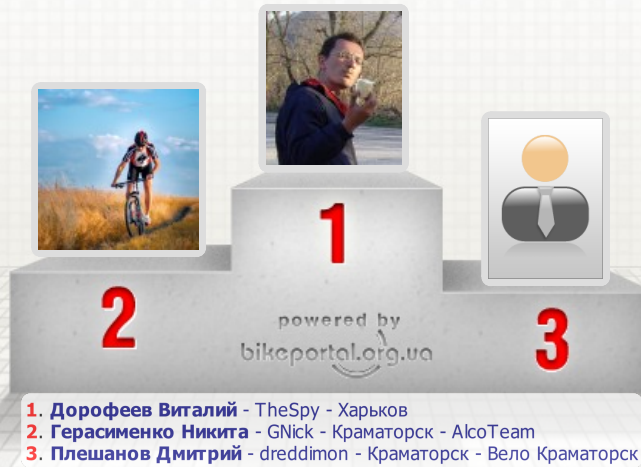 1
2
3
powered by
bikeportal.org.ua
1. Дорофеев Виталий - TheSpy - Харьков
2. Герасименко Никита - GNick - Краматорск - AlcoTeam
3. Плешанов Дмитрий - dreddimon - Краматорск - Вело Краматорск